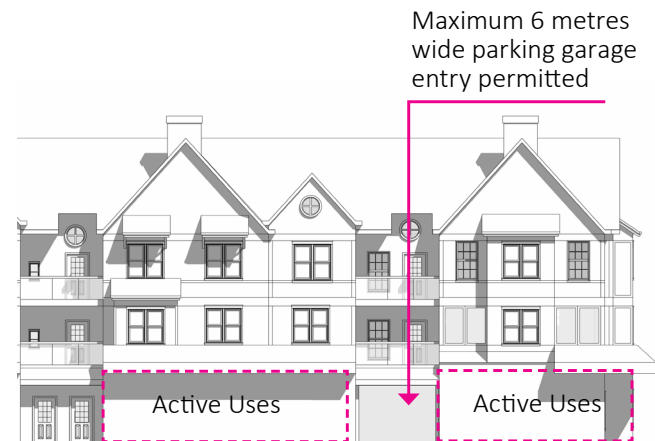 Maximum 6 metres
wide parking garage
entry permitted
Active Uses
Active Uses